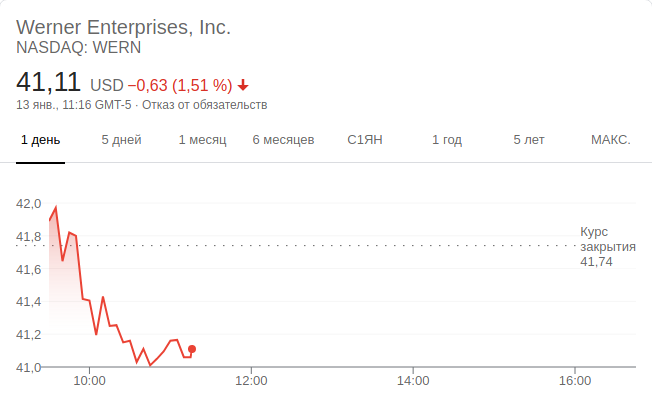 Werner Enterprises, Inc.
NASDAQ: WERN
41,11 USD −0,63 (1,51 %)
13 янв., 11:16 GMT-5 · Отказ от обязательств
1 день 5 дней 1 месяц 6 месяцев С1ЯН 1 год 5 лет МАКС.
42,0
41,8
41,6
41,4
41,2
41,0
Курс
закрытия
41,74
10:00 12:00 14:00 16:00